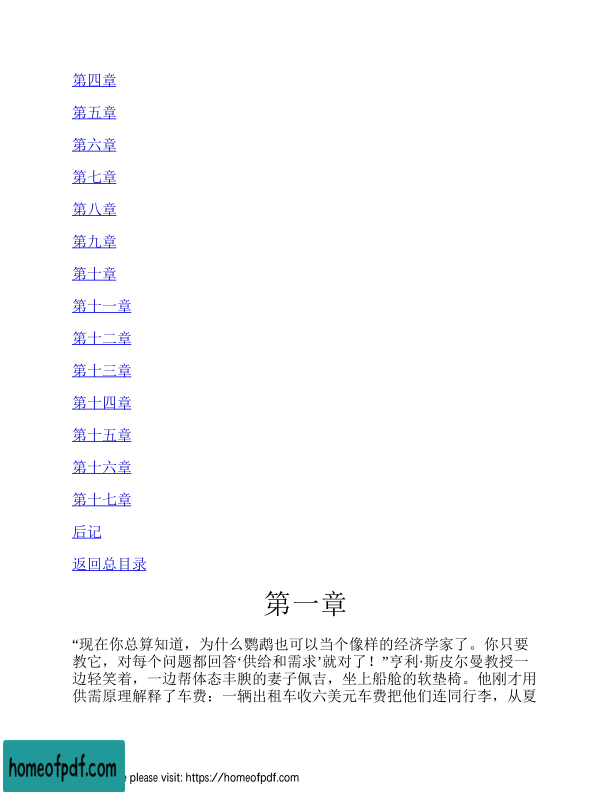 第四章
第五章
第六章
第七章
第八章
第九章
第十章
第十一章
第十二章
第十三章
第十四章
第十五章
第十六章
第十七章
后记
返回总目录
第一章
“现在你总算知道，为什么鹦鹉也可以当个像样的经济学家了。你只要
教它，对每个问题都回答‘供给和需求’就对了！”亨利·斯皮尔曼教授一
边轻笑着，一边帮体态丰腴的妻子佩吉，坐上船舱的软垫椅。他刚才用
供需原理解释了车费：一辆出租车收六美元车费把他们连同行李，从夏
homeofpdf.com
e please visit: https://homeofpdf.com